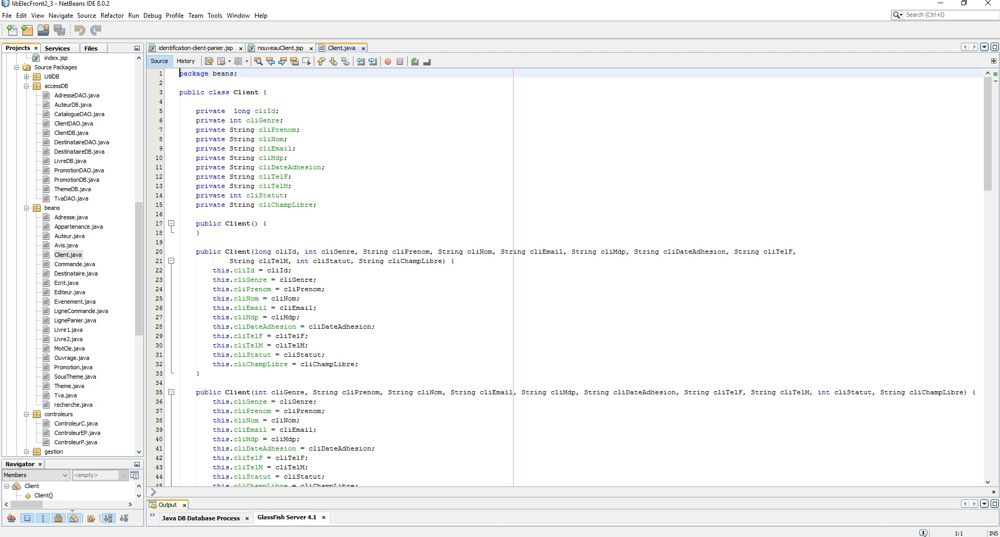 libElecFront2_3 - NetBeans IDE 8.0.2
File Edit View Navigate Source Refactor Run Debug Profile Team Tools Window Help
Search (Ctrl+I)
Projects Services Files
index.jsp
Source Packages
UtilDB
accessDB
AdresseDAO.java
AuteurDB.java
CatalogueDAO.java
ClientDAO.java
ClientDB.java
DestinataireDAO.java
DestinataireDB.java
LivreDB.java
PromotionDAO.java
PromotionDB.java
ThemeDB.java
TvaDAO.java
beans
Adresse.java
Appartenance.java
Auteur.java
Avis.java
Client.java
Commande.java
Destinataire.java
Ecrit.java
Editeur.java
Evenement.java
LigneCommande.java
LignePanier.java
Livre1.java
Livre2.java
MotCle.java
Ouvrage.java
Promotion.java
SousTheme.java
Theme.java
Tva.java
recherche.java
controleurs
ControleurC.java
ControleurEP.java
ControleurP.java
gestion
Navigator
Members <empty>
Client
Client()
identification-client-panier.jsp nouveauClient.jsp Client.java
Source History
1 package beans;
2
3 public class Client {
4
5 private  long cliId;
6 private int cliGenre;
7 private String cliPrenom;
8 private String cliNom;
9 private String cliEmail;
10 private String cliMdp;
11 private String cliDateAdhesion;
12 private String cliTelF;
13 private String cliTelM;
14 private int cliStatut;
15 private String cliChampLibre;
16
17 public Client() {
18 }
19
20 public Client(long cliId, int cliGenre, String cliPrenom, String cliNom, String cliEmail, String cliMdp, String cliDateAdhesion, String cliTelF,
21 String cliTelM, int cliStatut, String cliChampLibre) {
22 this.cliId = cliId;
23 this.cliGenre = cliGenre;
24 this.cliPrenom = cliPrenom;
25 this.cliNom = cliNom;
26 this.cliEmail = cliEmail;
27 this.cliMdp = cliMdp;
28 this.cliDateAdhesion = cliDateAdhesion;
29 this.cliTelF = cliTelF;
30 this.cliTelM = cliTelM;
31 this.cliStatut = cliStatut;
32 this.cliChampLibre = cliChampLibre;
33 }
34
35 public Client(int cliGenre, String cliPrenom, String cliNom, String cliEmail, String cliMdp, String cliDateAdhesion, String cliTelF, String cliTelM, int cliStatut, String cliChampLibre) {
36 this.cliGenre = cliGenre;
37 this.cliPrenom = cliPrenom;
38 this.cliNom = cliNom;
39 this.cliEmail = cliEmail;
40 this.cliMdp = cliMdp;
41 this.cliDateAdhesion = cliDateAdhesion;
42 this.cliTelF = cliTelF;
43 this.cliTelM = cliTelM;
44 this.cliStatut = cliStatut;
45 this.cliChampLibre = cliChampLibre;
Output
Java DB Database Process GlassFish Server 4.1
1 1:1 INS